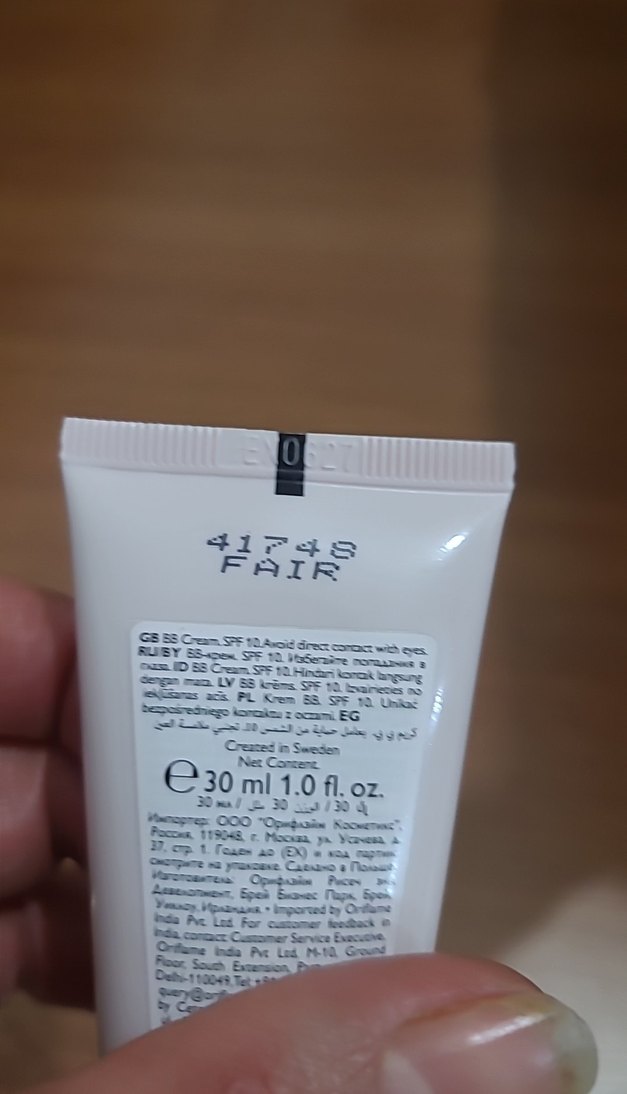 EX0627
41748
FAIR
GB BB Cream. SPF 10. Avoid direct contact with eyes.
RU/BY BB-крем. SPF 10. Избегайте попадания в
глаза. ID BB Cream. SPF 10. Hindari kontak langsung
dengan mata. LV BB krēms. SPF 10. Izvairieties no
iekļūšanas acīs. PL Krem BB. SPF 10. Unikać
bezpośredniego kontaktu z oczami. EG
Created in Sweden
Net Content
e 30 ml 1.0 fl. oz.
Импортер: ООО "Орифлэйм Косметикс",
Россия, 119048, г. Москва, ул. Усачева, д.
37, стр. 1. Годен до (EX) и код партии
смотрите на упаковке. Сделано в Польше
Изготовитель: Орифлэйм Рисеч энд
Девелопмент, Брей Бизнес Парк, Брей
Уиклоу, Ирландия. • Imported by Oriflame
India Pvt. Ltd. For customer feedback in
India, contact Customer Service Executive,
Oriflame India Pvt Ltd, M-10, Ground
Floor, South Extension,
Delhi-110049, Tel
query@
by